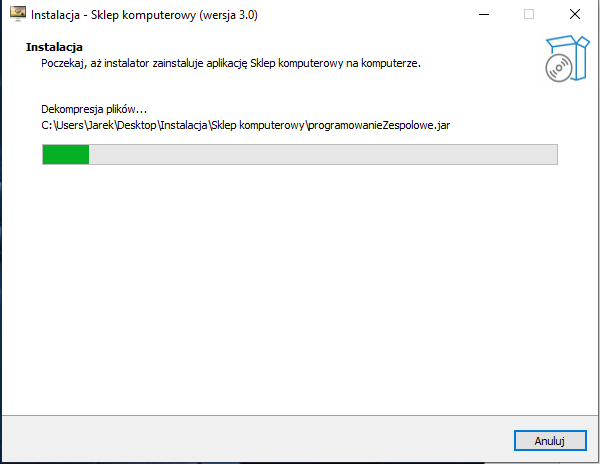 Instalacja - Sklep komputerowy (wersja 3.0)
Instalacja
Poczekaj, aż instalator zainstaluje aplikację Sklep komputerowy na komputerze.
Dekompresja plików...
C:\Users\Jarek\Desktop\Instalacja\Sklep komputerowy\programowanieZespolowe.jar
Anuluj